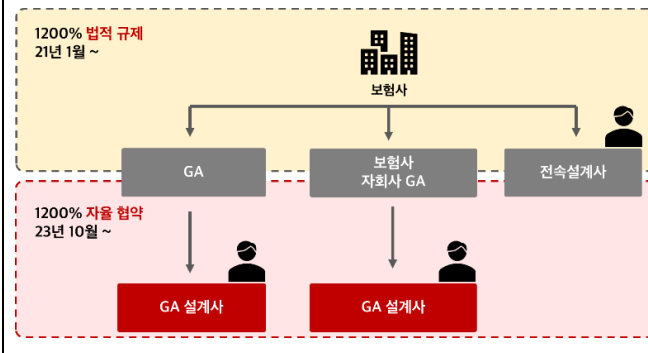 1200% 법적 규제
21년 1월 ~
보험사
GA
보험사
자회사 GA
전속설계사
1200% 자율 협약
23년 10월 ~
GA 설계사
GA 설계사